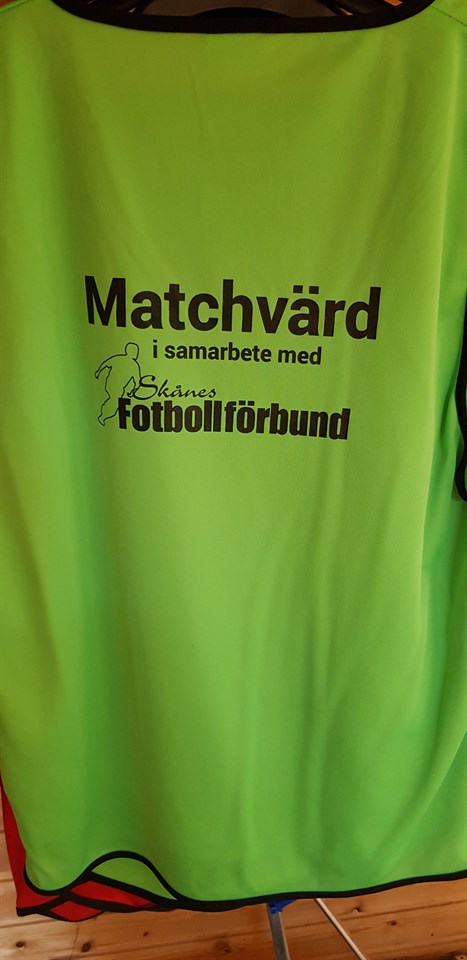 Matchvärd
i samarbete med
Skånes
Fotbollförbund